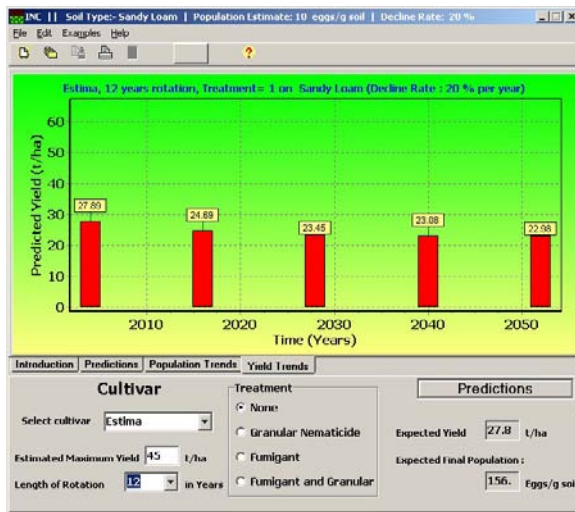 INC || Soil Type:- Sandy Loam | Population Estimate: 10 eggs/g soil | Decline Rate: 20 %
File Edit Examples Help
Estima, 12 years rotation, Treatment= 1 on Sandy Loam (Decline Rate : 20 % per year)
Predicted Yield (t/ha)
60
50
40
30
20
10
0
27.89
24.69
23.45
23.08
22.98
2010 2020 2030 2040 2050
Time (Years)
Introduction Predictions Population Trends Yield Trends
Cultivar
Select cultivar Estima
Estimated Maximum Yield 45 t/ha
Length of Rotation 12 in Years
Treatment
None
Granular Nematicide
Fumigant
Fumigant and Granular
Predictions
Expected Yield 27.8 t/ha
Expected Final Population :
156. Eggs/g soil